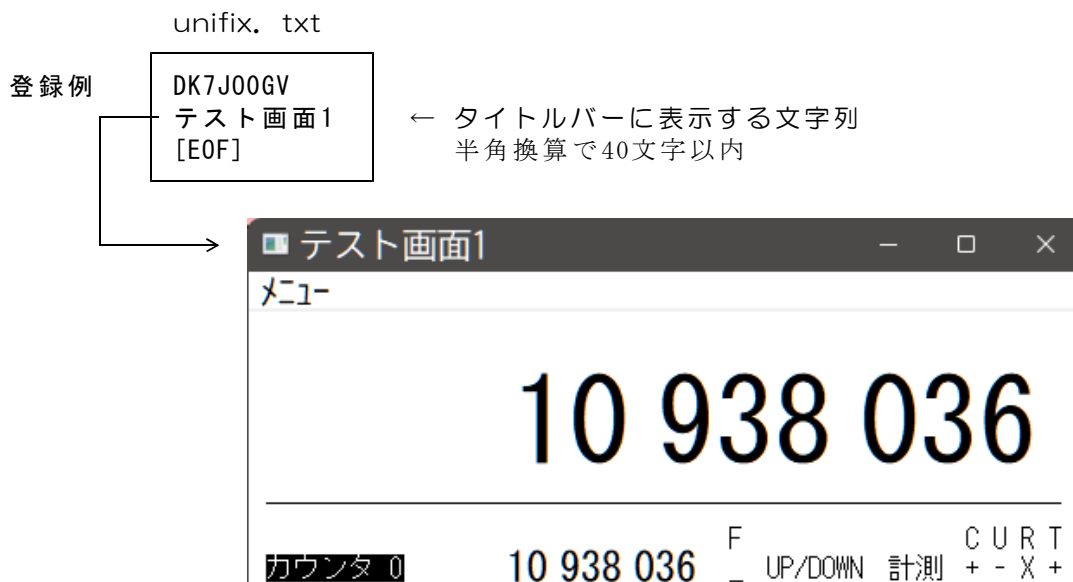 unifix. txt
登録例
DK7J00GV
テスト画面1
[EOF]
← タイトルバーに表示する文字列
半角換算で40文字以内
テスト画面1
ﾒﾆｭｰ
10 938 036
F C U R T
カウンタ 0 10 938 036 － UP/DOWN 計測 + - X +